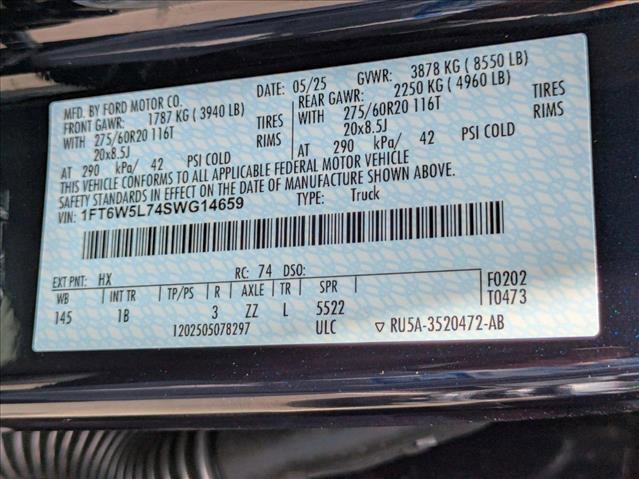 MFD. BY FORD MOTOR CO. DATE: 05/25 GVWR: 3878 KG ( 8550 LB)
FRONT GAWR: 1787 KG ( 3940 LB) REAR GAWR: 2250 KG ( 4960 LB)
WITH 275/60R20 116T TIRES WITH 275/60R20 116T TIRES
20x8.5J RIMS 20x8.5J RIMS
AT 290 kPa/ 42 PSI COLD AT 290 kPa/ 42 PSI COLD
THIS VEHICLE CONFORMS TO ALL APPLICABLE FEDERAL MOTOR VEHICLE
SAFETY STANDARDS IN EFFECT ON THE DATE OF MANUFACTURE SHOWN ABOVE.
VIN: 1FT6W5L74SWG14659 TYPE: Truck
EXT PNT: HX RC: 74 DSO:
WB INT TR TP/PS R AXLE TR SPR F0202
145 1B 3 ZZ L 5522 T0473
1202505078297 ULC ▽ RU5A-3520472-AB